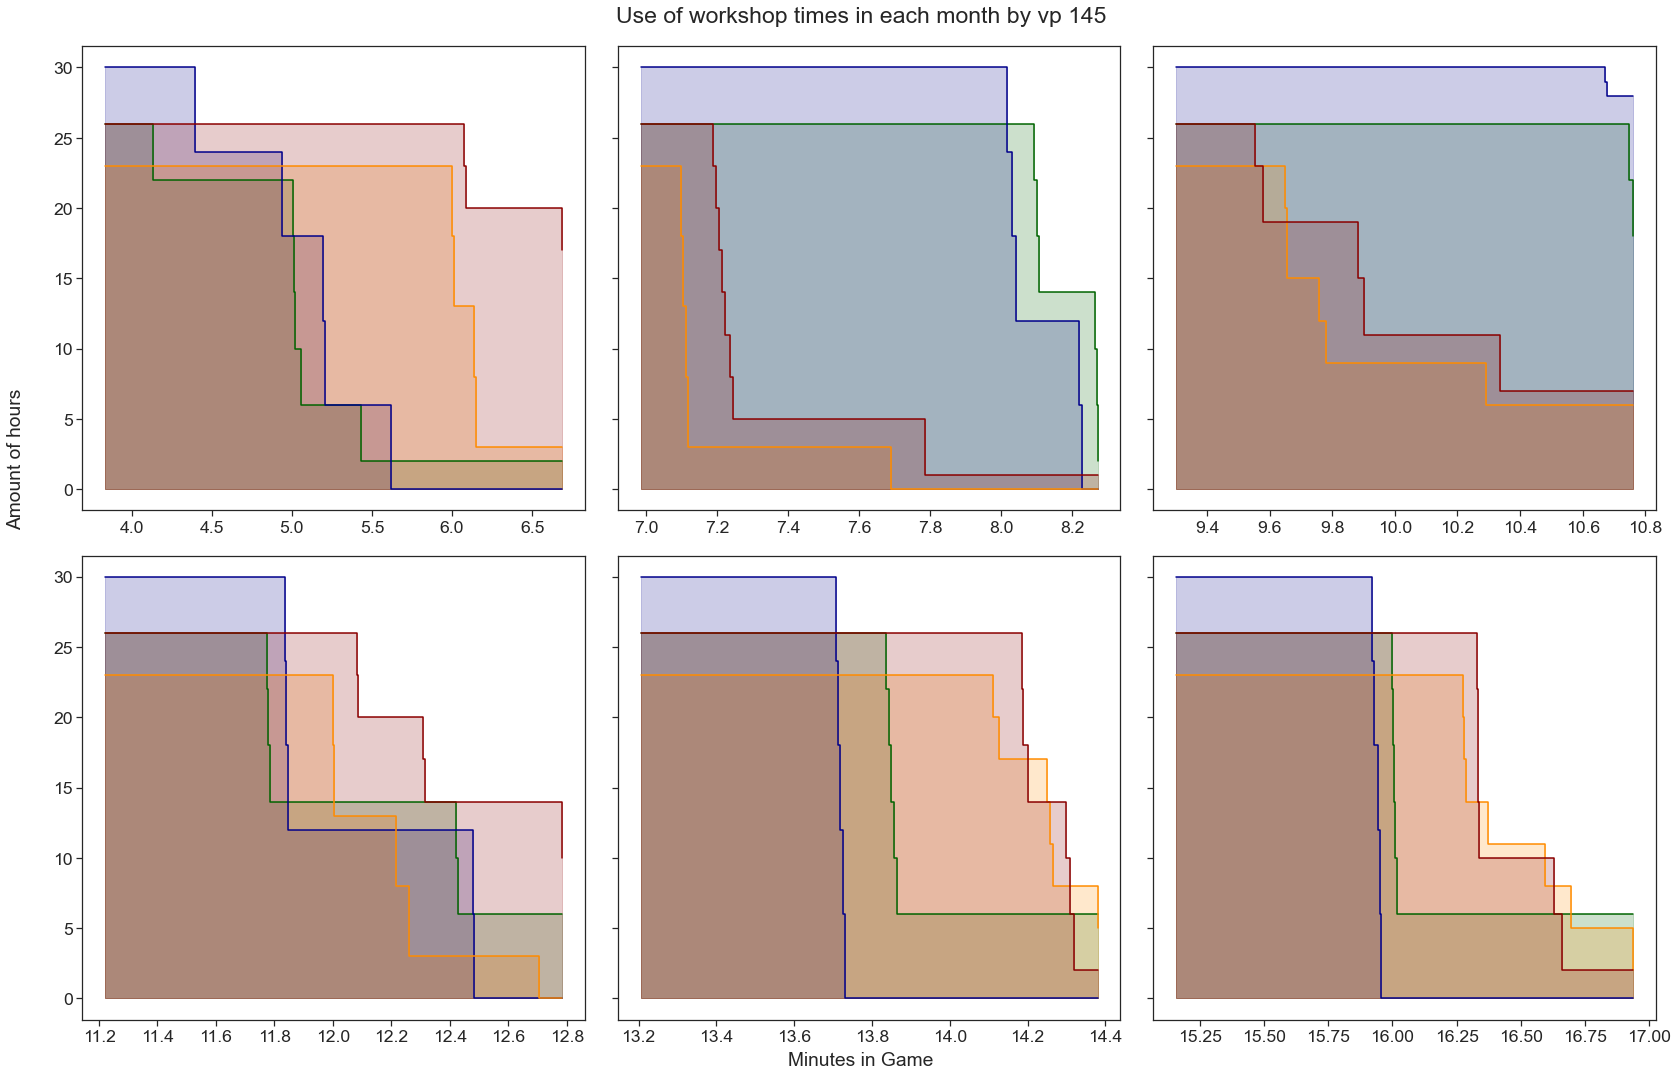 Use of workshop times in each month by vp 145
Amount of hours
30
25
20
15
10
5
0
4.0 4.5 5.0 5.5 6.0 6.5
7.0 7.2 7.4 7.6 7.8 8.0 8.2
9.4 9.6 9.8 10.0 10.2 10.4 10.6 10.8
30
25
20
15
10
5
0
11.2 11.4 11.6 11.8 12.0 12.2 12.4 12.6 12.8
13.2 13.4 13.6 13.8 14.0 14.2 14.4
15.25 15.50 15.75 16.00 16.25 16.50 16.75 17.00
Minutes in Game